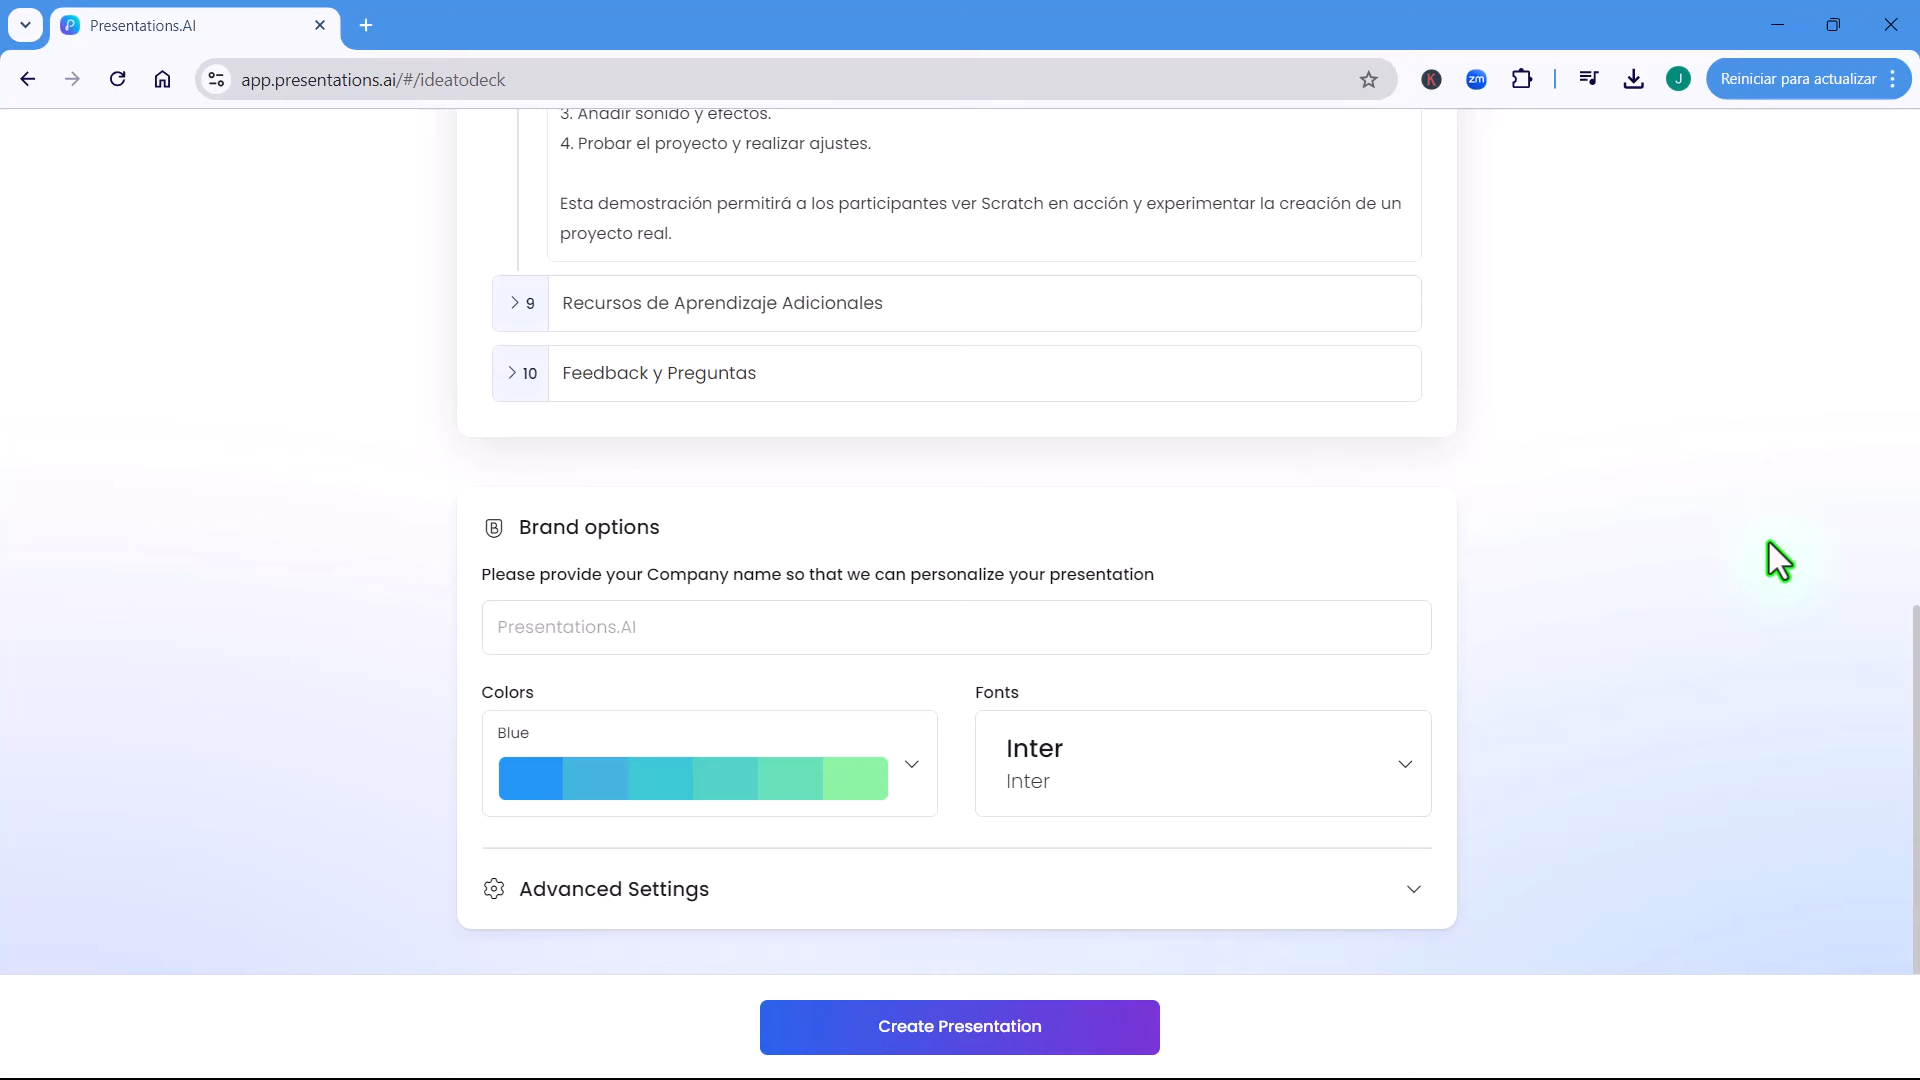 Presentations.AI
app.presentations.ai/#/ideatodeck
K
zm
J
Reiniciar para actualizar
3. Añadir sonido y efectos.
4. Probar el proyecto y realizar ajustes.
Esta demostración permitirá a los participantes ver Scratch en acción y experimentar la creación de un
proyecto real.
9 Recursos de Aprendizaje Adicionales
10 Feedback y Preguntas
B Brand options
Please provide your Company name so that we can personalize your presentation
Presentations.AI
Colors
Fonts
Blue
Inter
Inter
Advanced Settings
Create Presentation